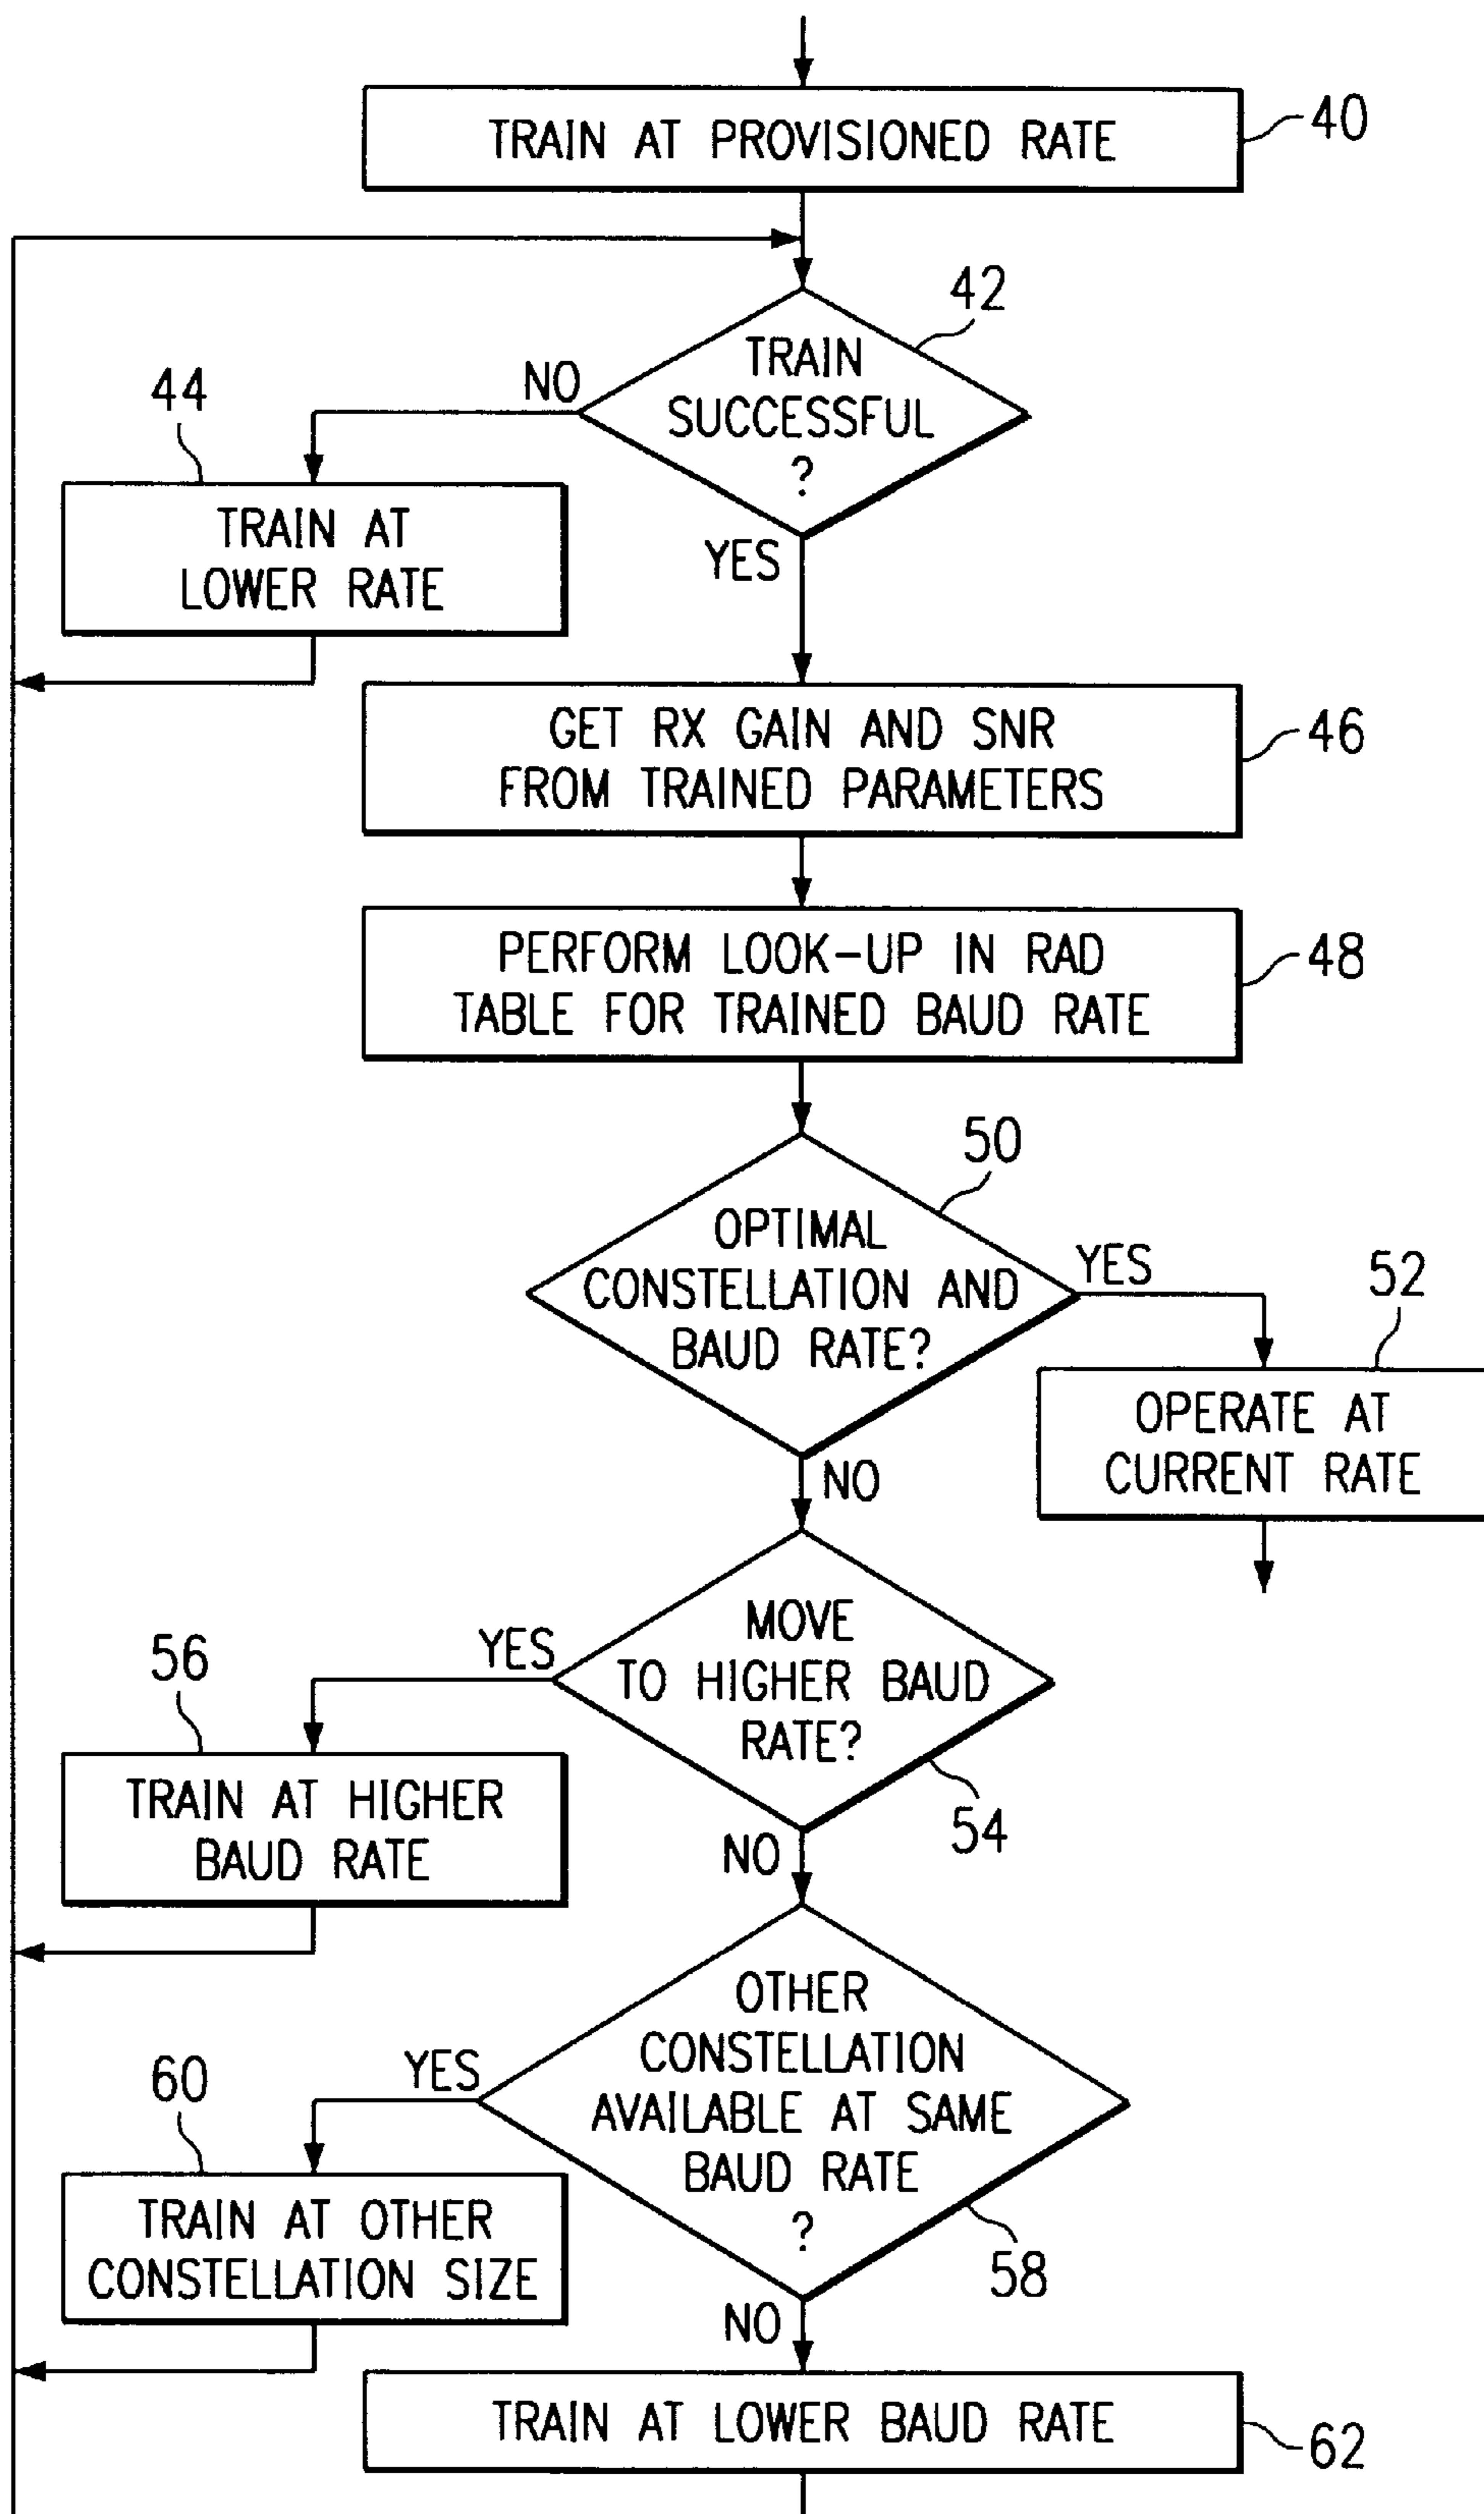 TRAIN AT PROVISIONED RATE
40
42
TRAIN
SUCCESSFUL
?
NO
YES
44
TRAIN AT
LOWER RATE
GET RX GAIN AND SNR
FROM TRAINED PARAMETERS
46
PERFORM LOOK-UP IN RAD
TABLE FOR TRAINED BAUD RATE
48
50
OPTIMAL
CONSTELLATION AND
BAUD RATE?
YES
NO
52
OPERATE AT
CURRENT RATE
MOVE
TO HIGHER BAUD
RATE?
54
YES
NO
56
TRAIN AT HIGHER
BAUD RATE
OTHER
CONSTELLATION
AVAILABLE AT SAME
BAUD RATE
?
58
YES
NO
60
TRAIN AT OTHER
CONSTELLATION SIZE
TRAIN AT LOWER BAUD RATE
62